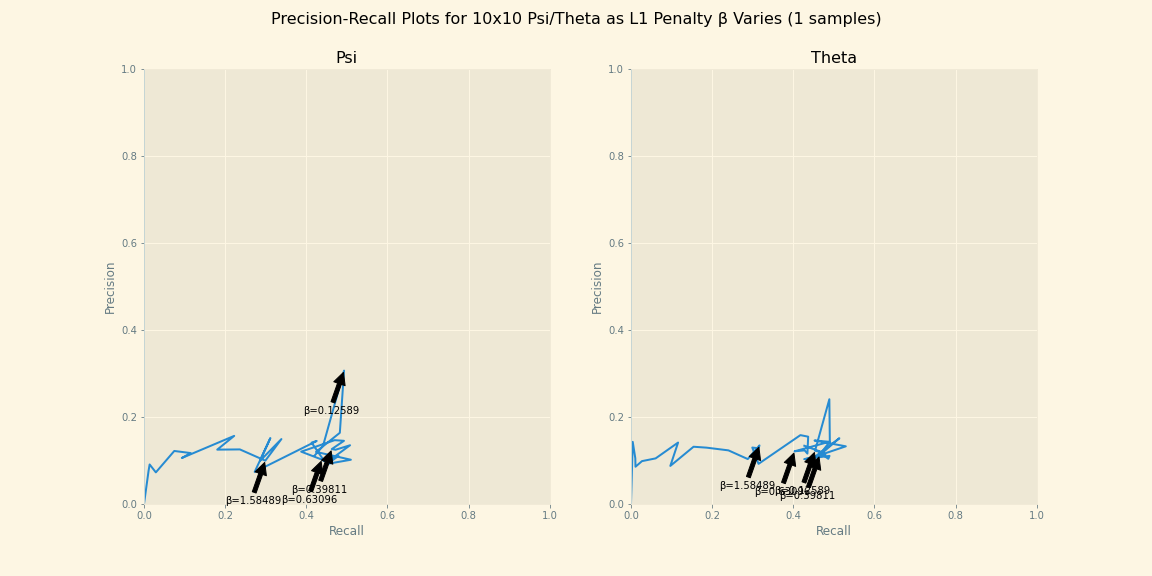 Precision-Recall Plots for 10x10 Psi/Theta as L1 Penalty β Varies (1 samples)
Psi
1.0
0.8
0.6
0.4
0.2
0.0
Precision
β=0.12589
β=0.39811
β=1.58489
β=0.63096
0.0
0.2
0.4
0.6
0.8
1.0
Recall
Theta
1.0
0.8
0.6
0.4
0.2
0.0
Precision
β=1.58489
β=0.12589
β=0.39811
0.0
0.2
0.4
0.6
0.8
1.0
Recall